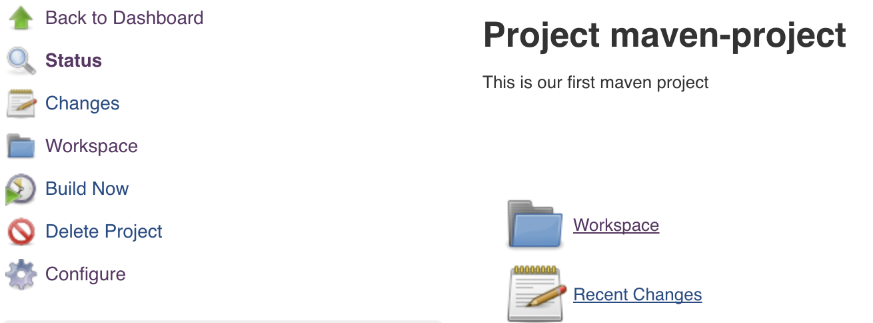 Back to Dashboard
Status
Changes
Workspace
Build Now
Delete Project
Configure
Project maven-project
This is our first maven project
Workspace
Recent Changes